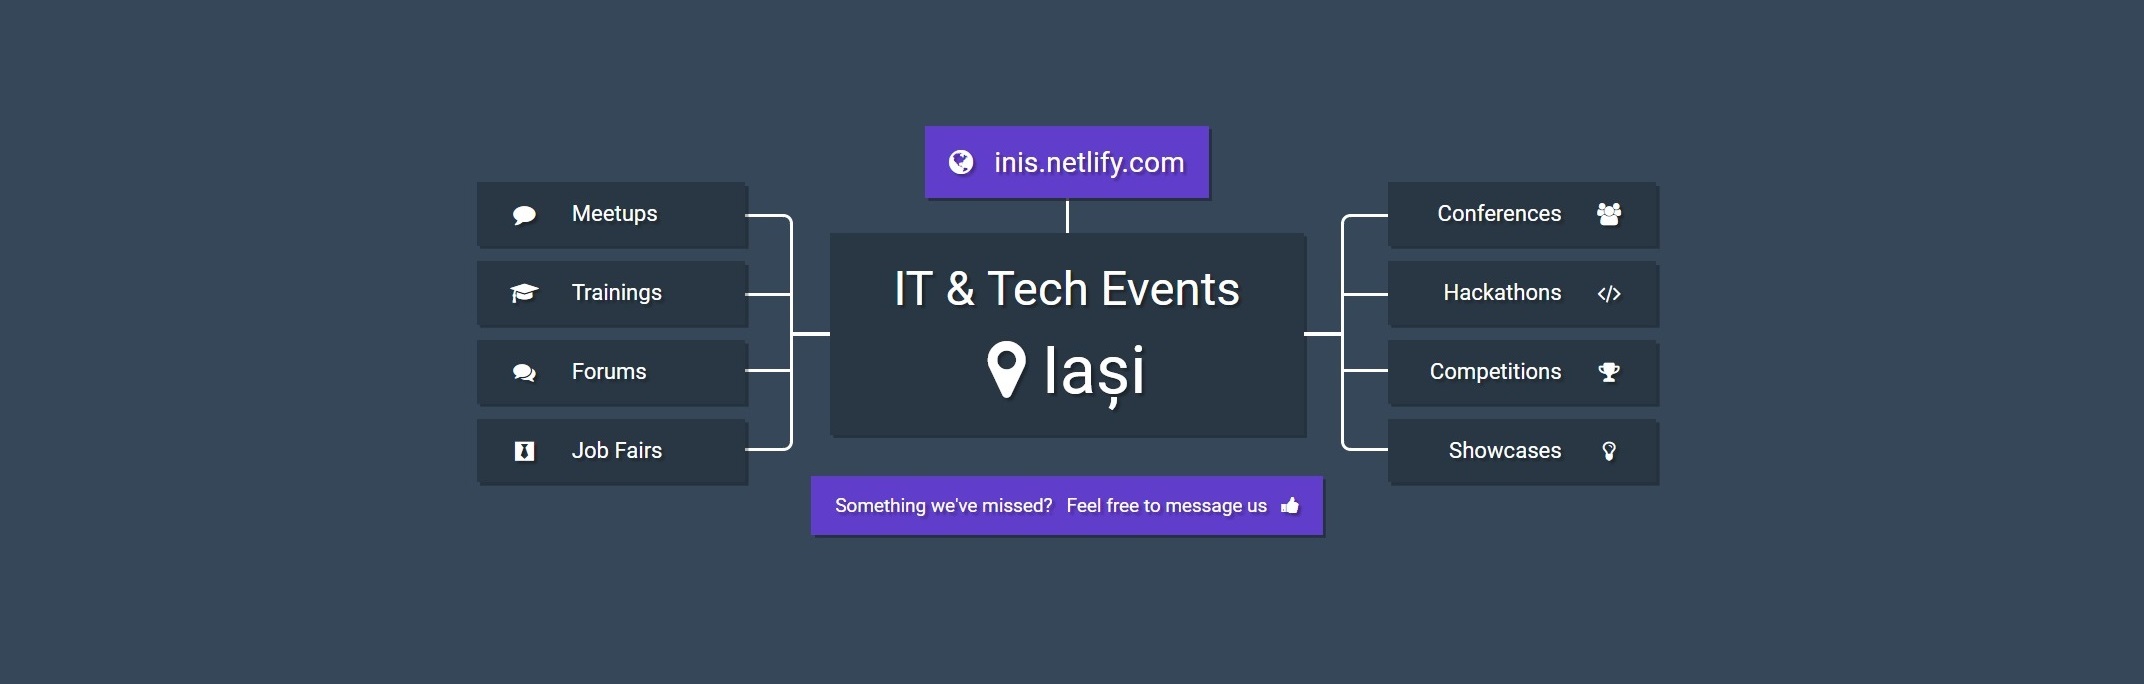 inis.netlify.com
Meetups
Trainings
Forums
Job Fairs
IT & Tech Events
Iași
Conferences
Hackathons
Competitions
Showcases
Something we've missed? Feel free to message us